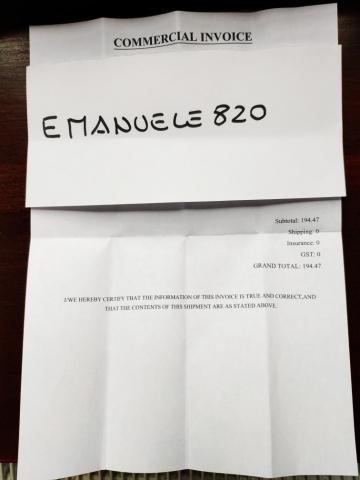 COMMERCIAL INVOICE
EMANUELE 820
Subtotal: 194.47
Shipping: 0
Insurance: 0
GST: 0
GRAND TOTAL: 194.47
I/WE HEREBY CERTIFY THAT THE INFORMATION OF THIS INVOICE IS TRUE AND CORRECT,AND
THAT THE CONTENTS OF THIS SHIPMENT ARE AS STATED ABOVE.